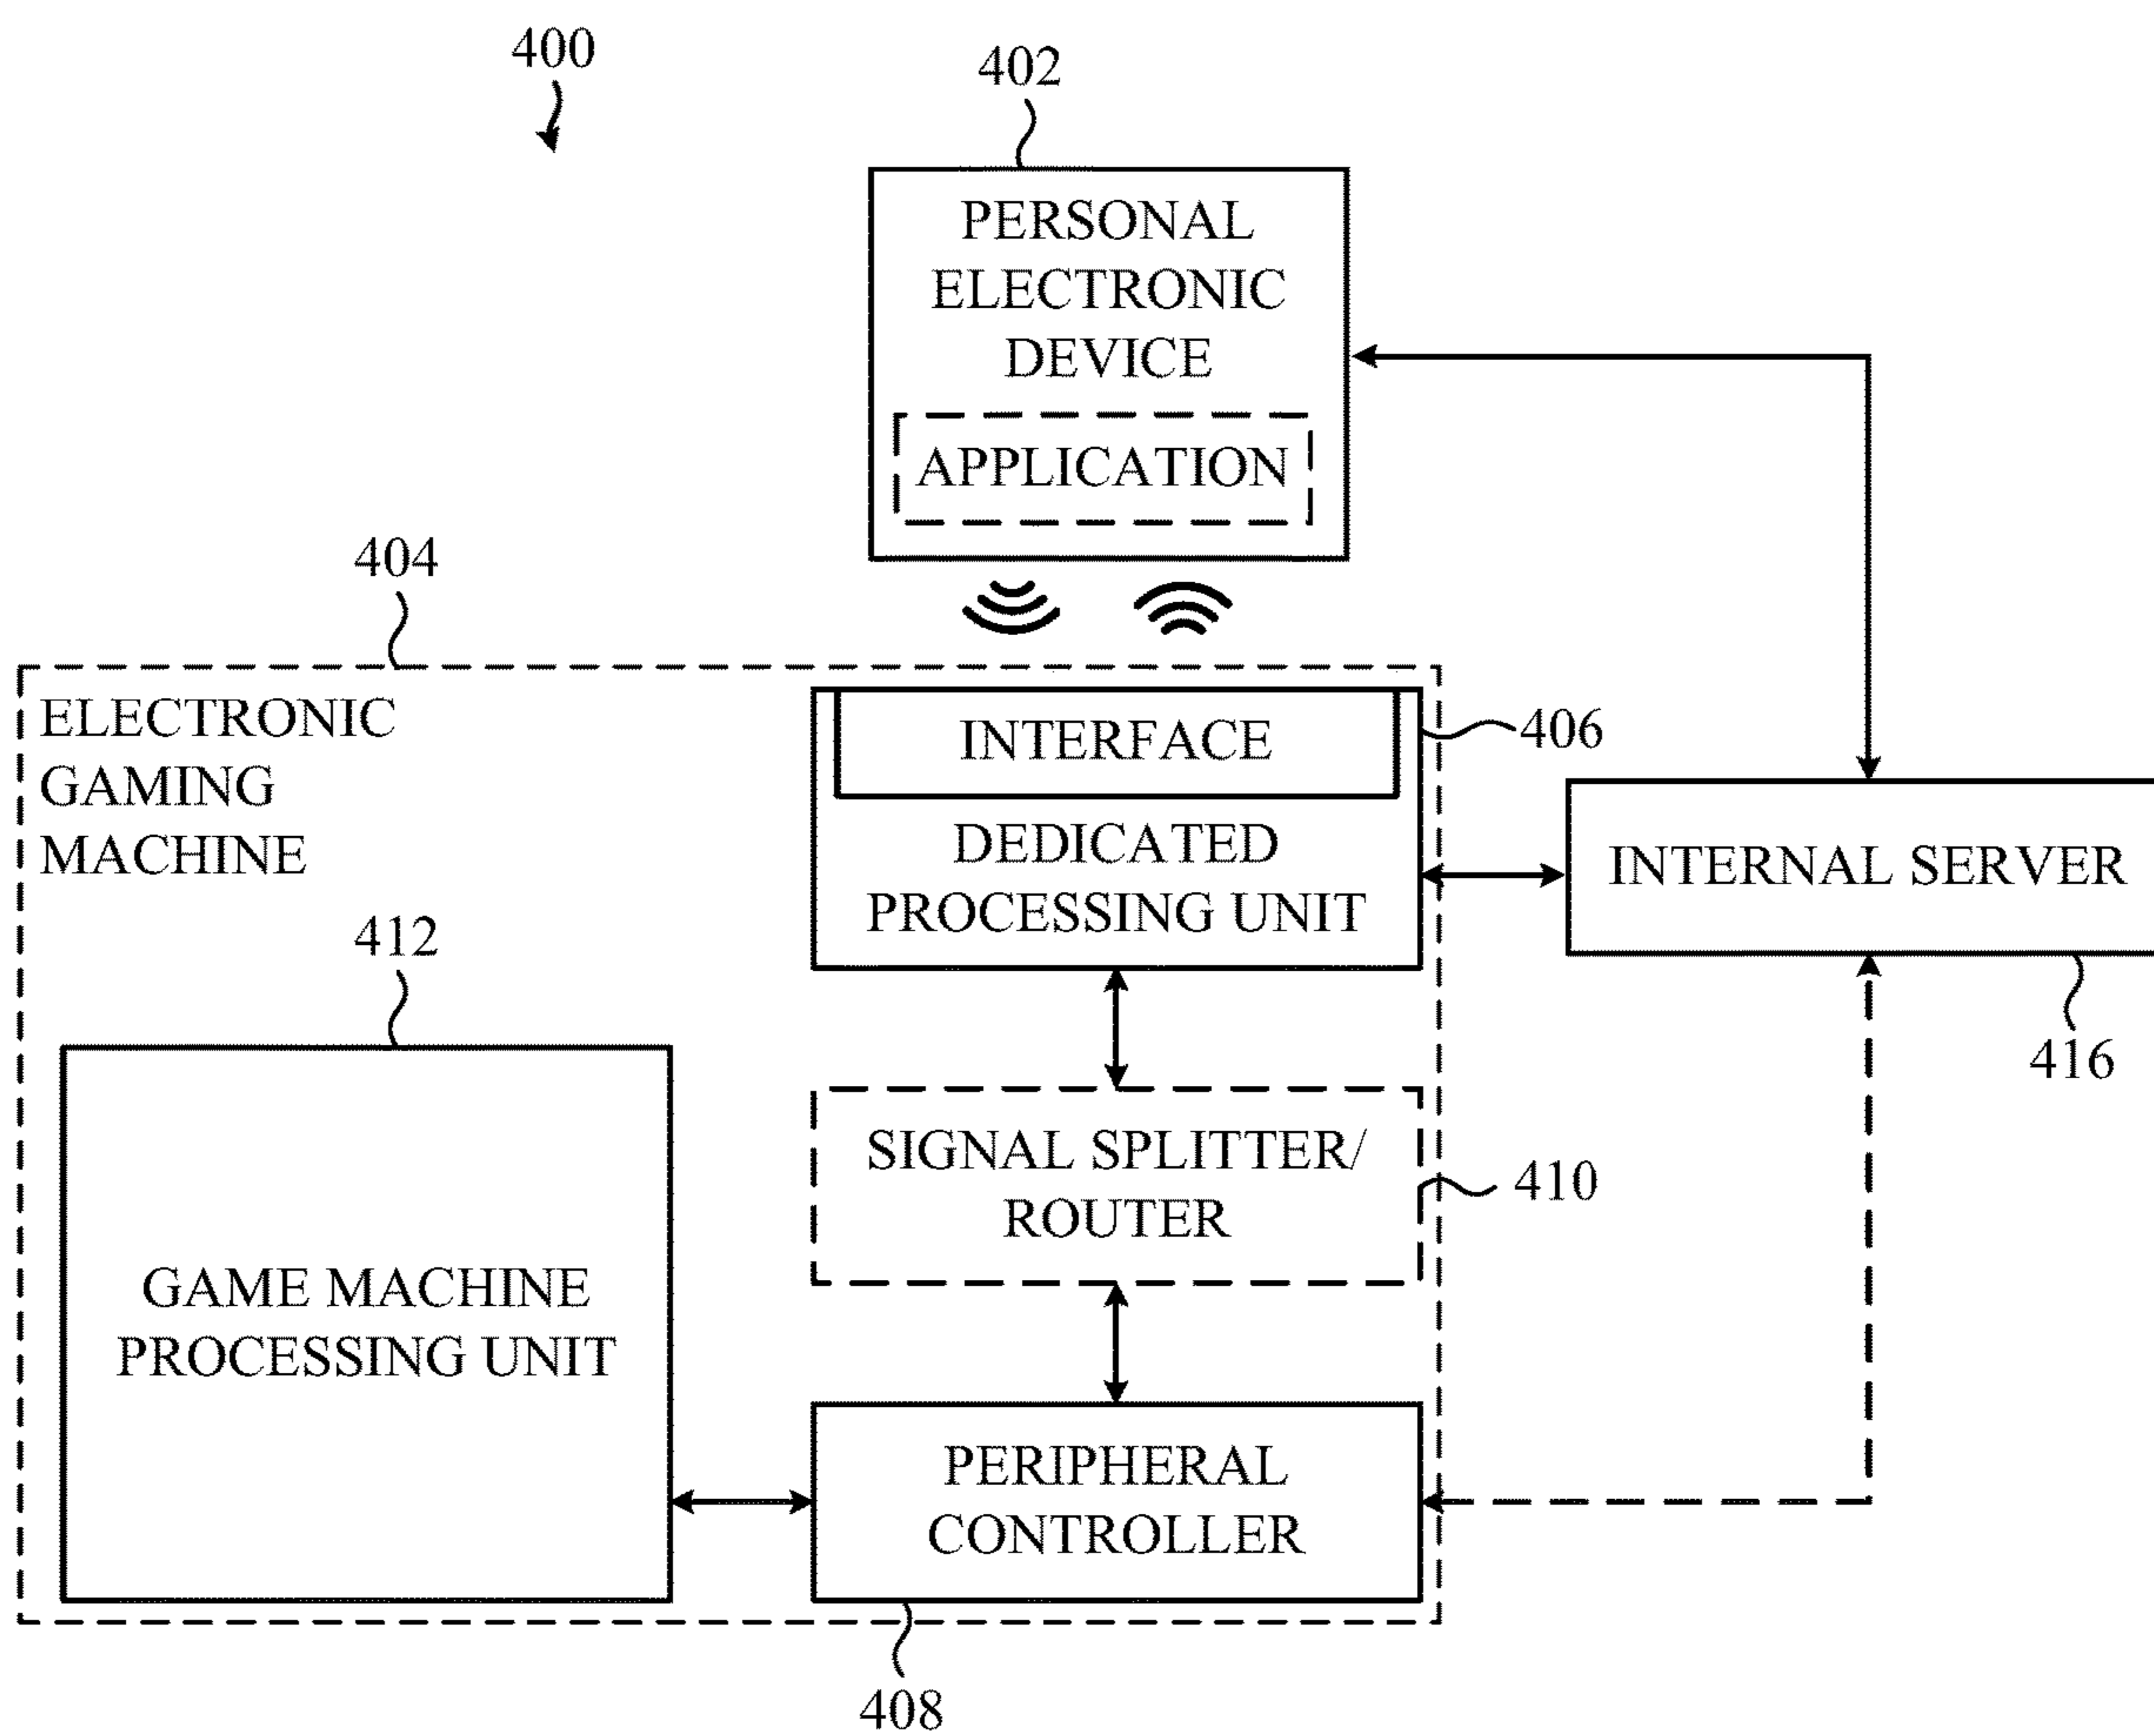 400
402
PERSONAL
ELECTRONIC
DEVICE
APPLICATION
404
ELECTRONIC
GAMING
MACHINE
INTERFACE
406
DEDICATED
PROCESSING UNIT
INTERNAL SERVER
416
412
SIGNAL SPLITTER/
ROUTER
410
GAME MACHINE
PROCESSING UNIT
PERIPHERAL
CONTROLLER
408